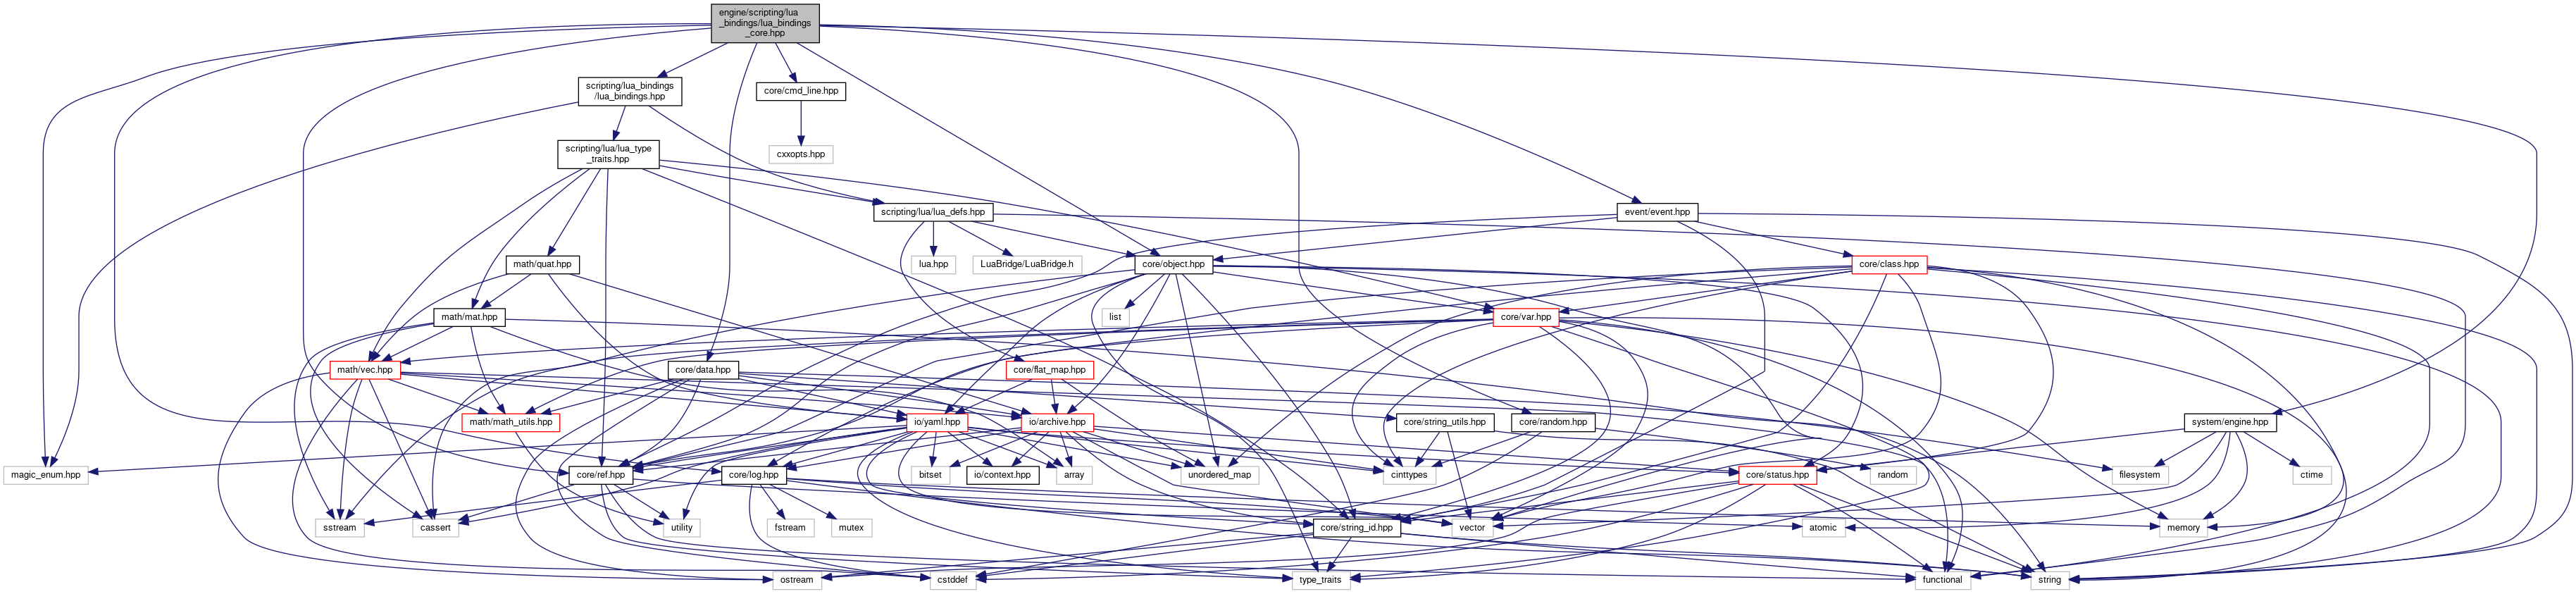 engine/scripting/lua
_bindings/lua_bindings
_core.hpp
scripting/lua_bindings
/lua_bindings.hpp
core/cmd_line.hpp
scripting/lua/lua_type
_traits.hpp
cxxopts.hpp
scripting/lua/lua_defs.hpp
event/event.hpp
math/quat.hpp
lua.hpp
LuaBridge/LuaBridge.h
core/object.hpp
core/class.hpp
math/mat.hpp
list
core/var.hpp
math/vec.hpp
core/data.hpp
core/flat_map.hpp
math/math_utils.hpp
io/yaml.hpp
io/archive.hpp
core/string_utils.hpp
core/random.hpp
system/engine.hpp
magic_enum.hpp
core/ref.hpp
core/log.hpp
bitset
io/context.hpp
array
unordered_map
cinttypes
core/status.hpp
random
filesystem
ctime
sstream
cassert
utility
fstream
mutex
core/string_id.hpp
vector
atomic
memory
ostream
cstddef
type_traits
functional
string